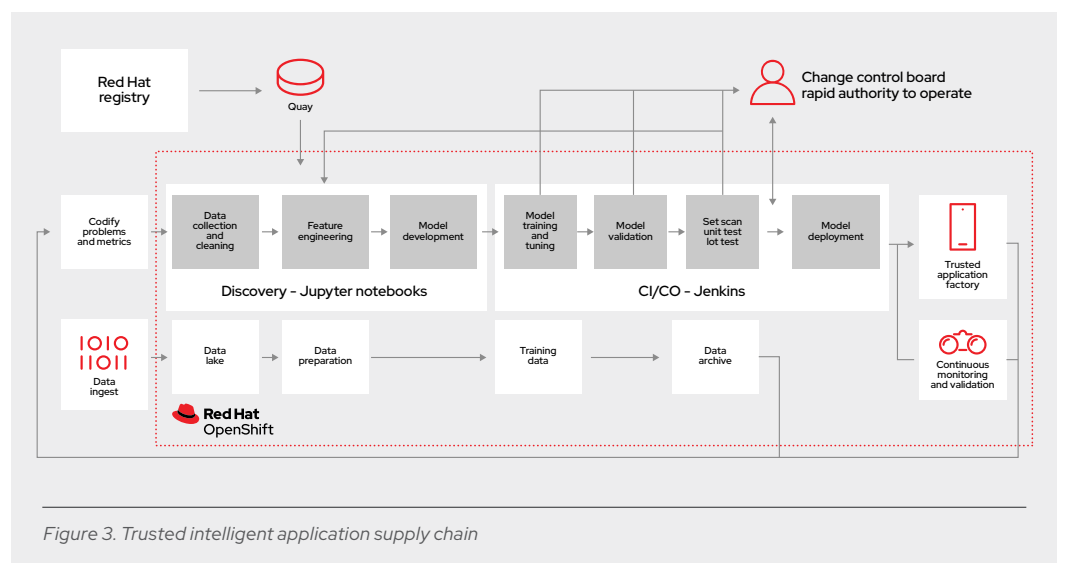 Red Hat
registry
Quay
Change control board
rapid authority to operate
Codify
problems
and metrics
Data
collection
and
cleaning
Feature
engineering
Model
development
Model
training
and
tuning
Model
validation
Set scan
unit test
lot test
Model
deployment
Trusted
application
factory
Discovery - Jupyter notebooks
CI/CO - Jenkins
IOIO
IIOII
Data
ingest
Data
lake
Data
preparation
Training
data
Data
archive
Continuous
monitoring
and validation
Red Hat
OpenShift
Figure 3. Trusted intelligent application supply chain